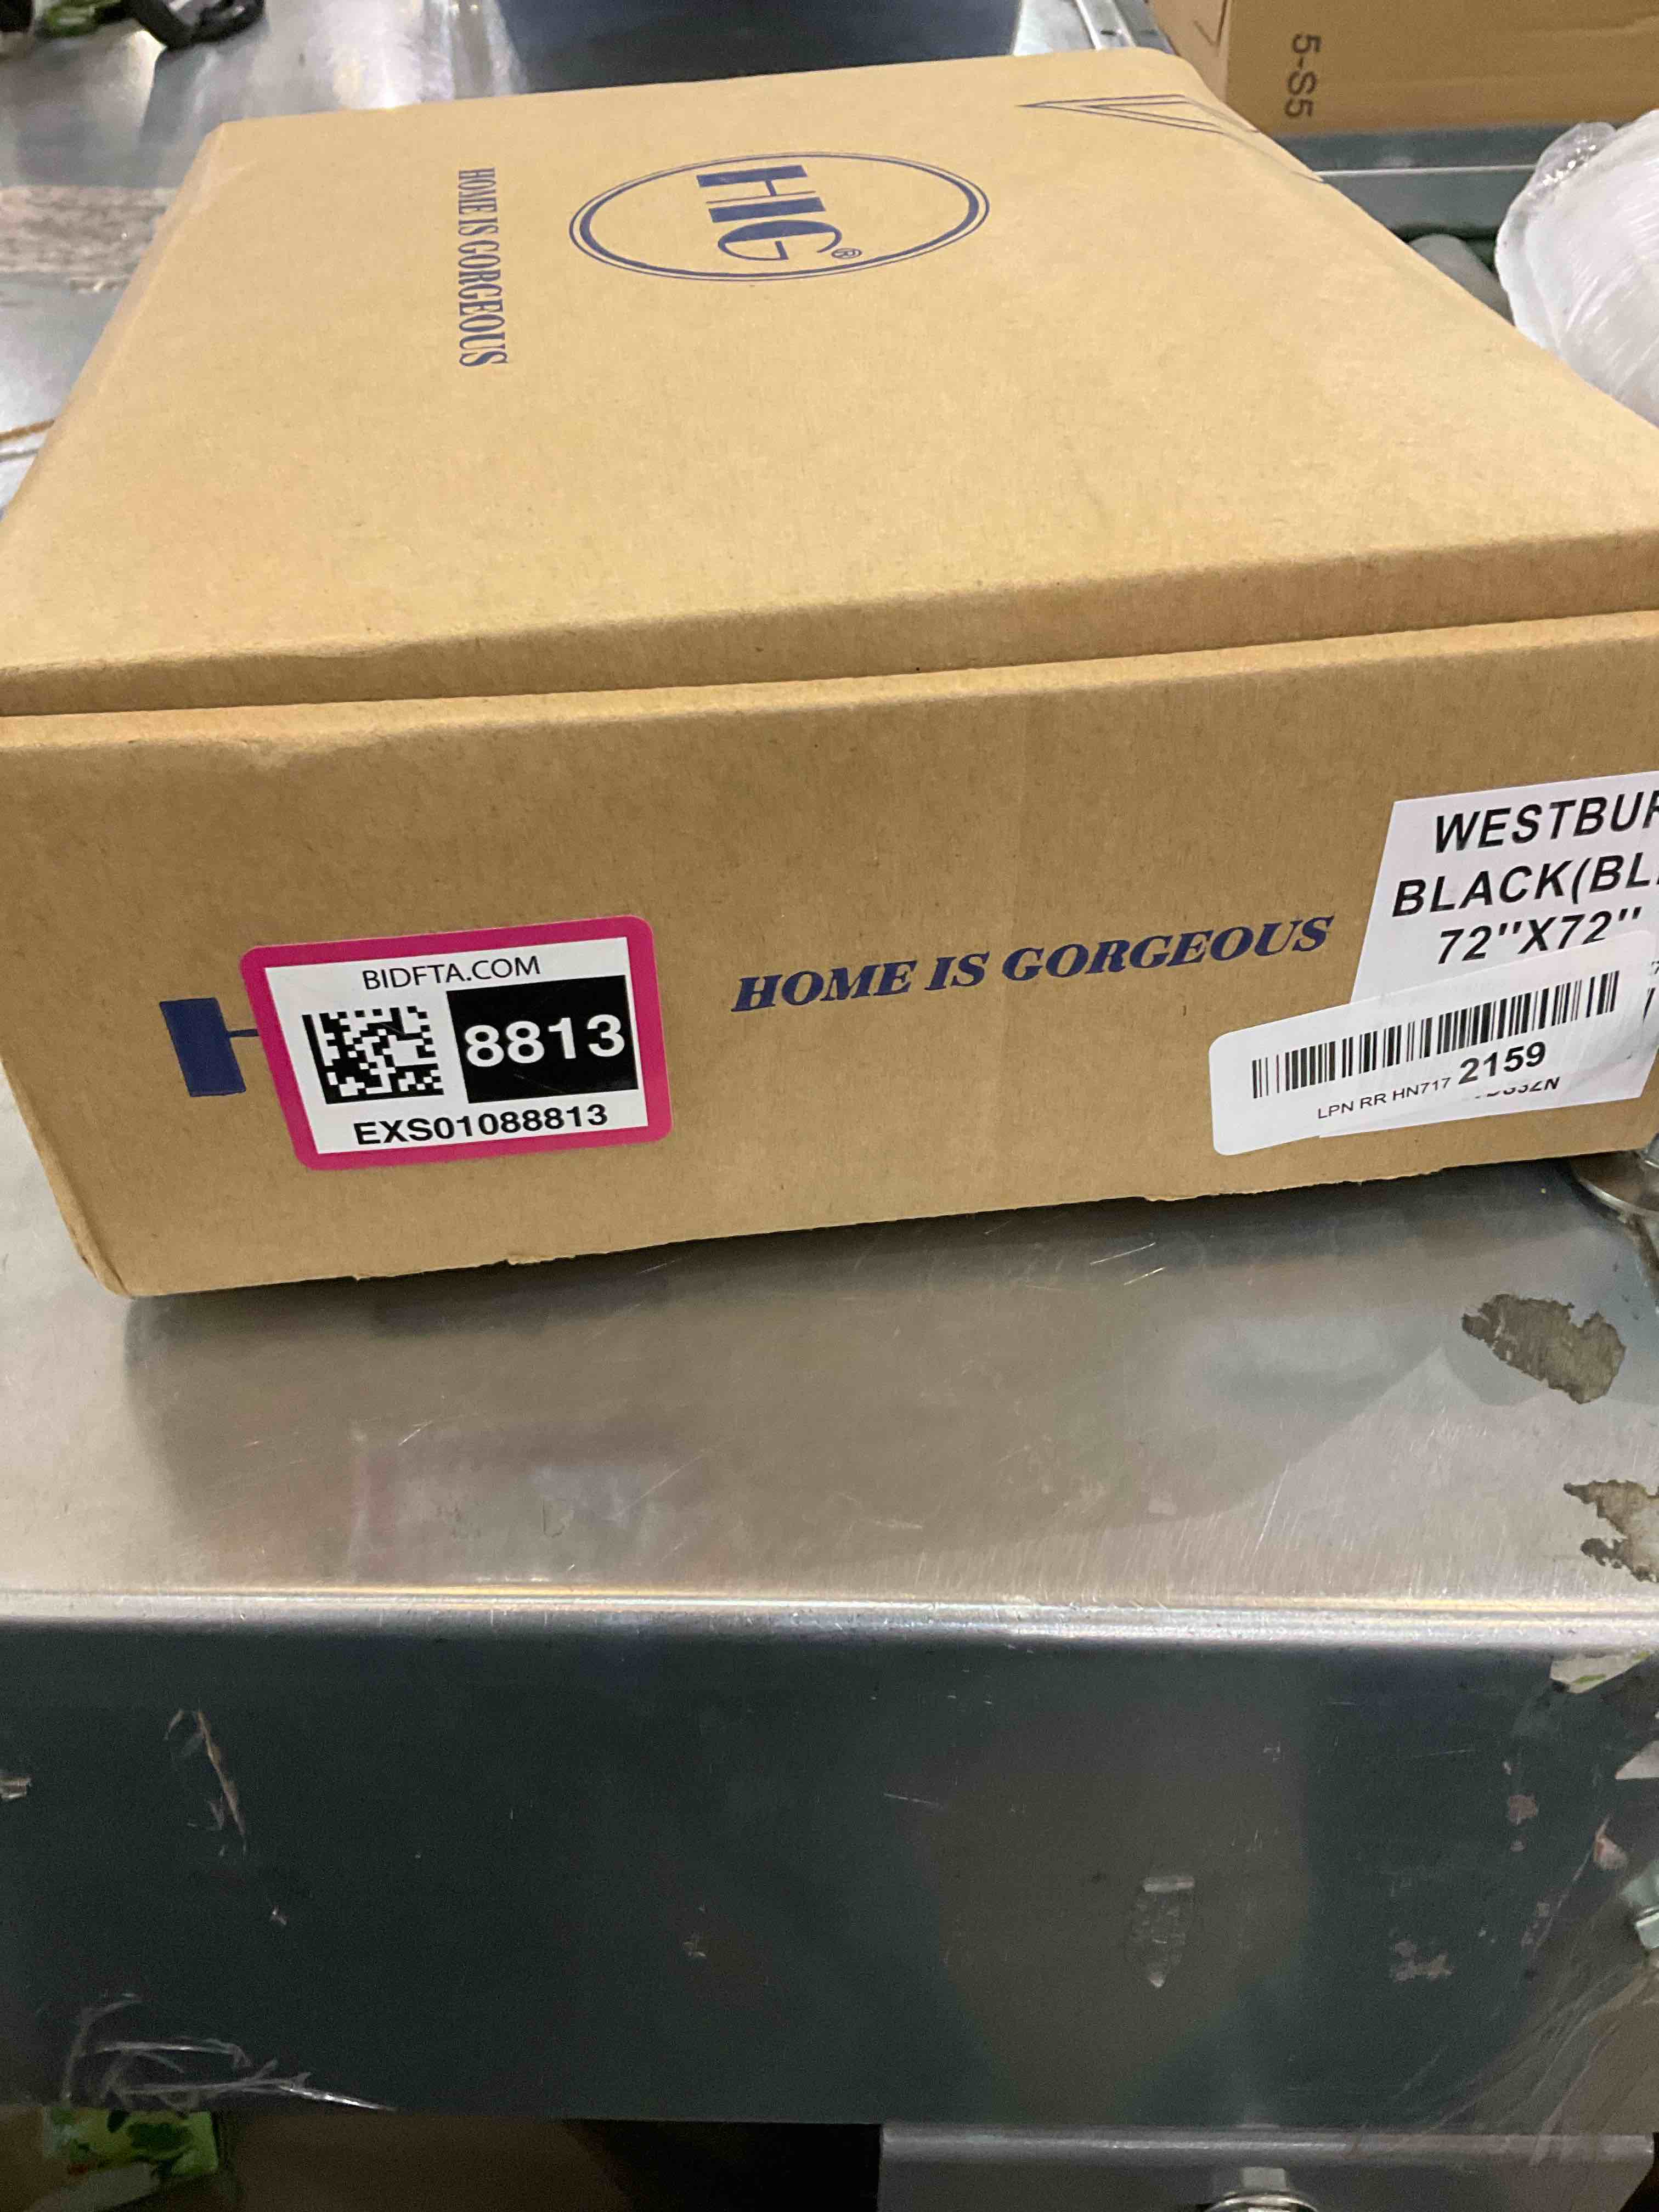 5-S5
HIG®
HOME IS GORGEOUS
BIDFTA.COM
8813
EXS01088813
HOME IS GORGEOUS
WESTBUR
BLACK(BL
72''X72''
LPN RR HN717 2159